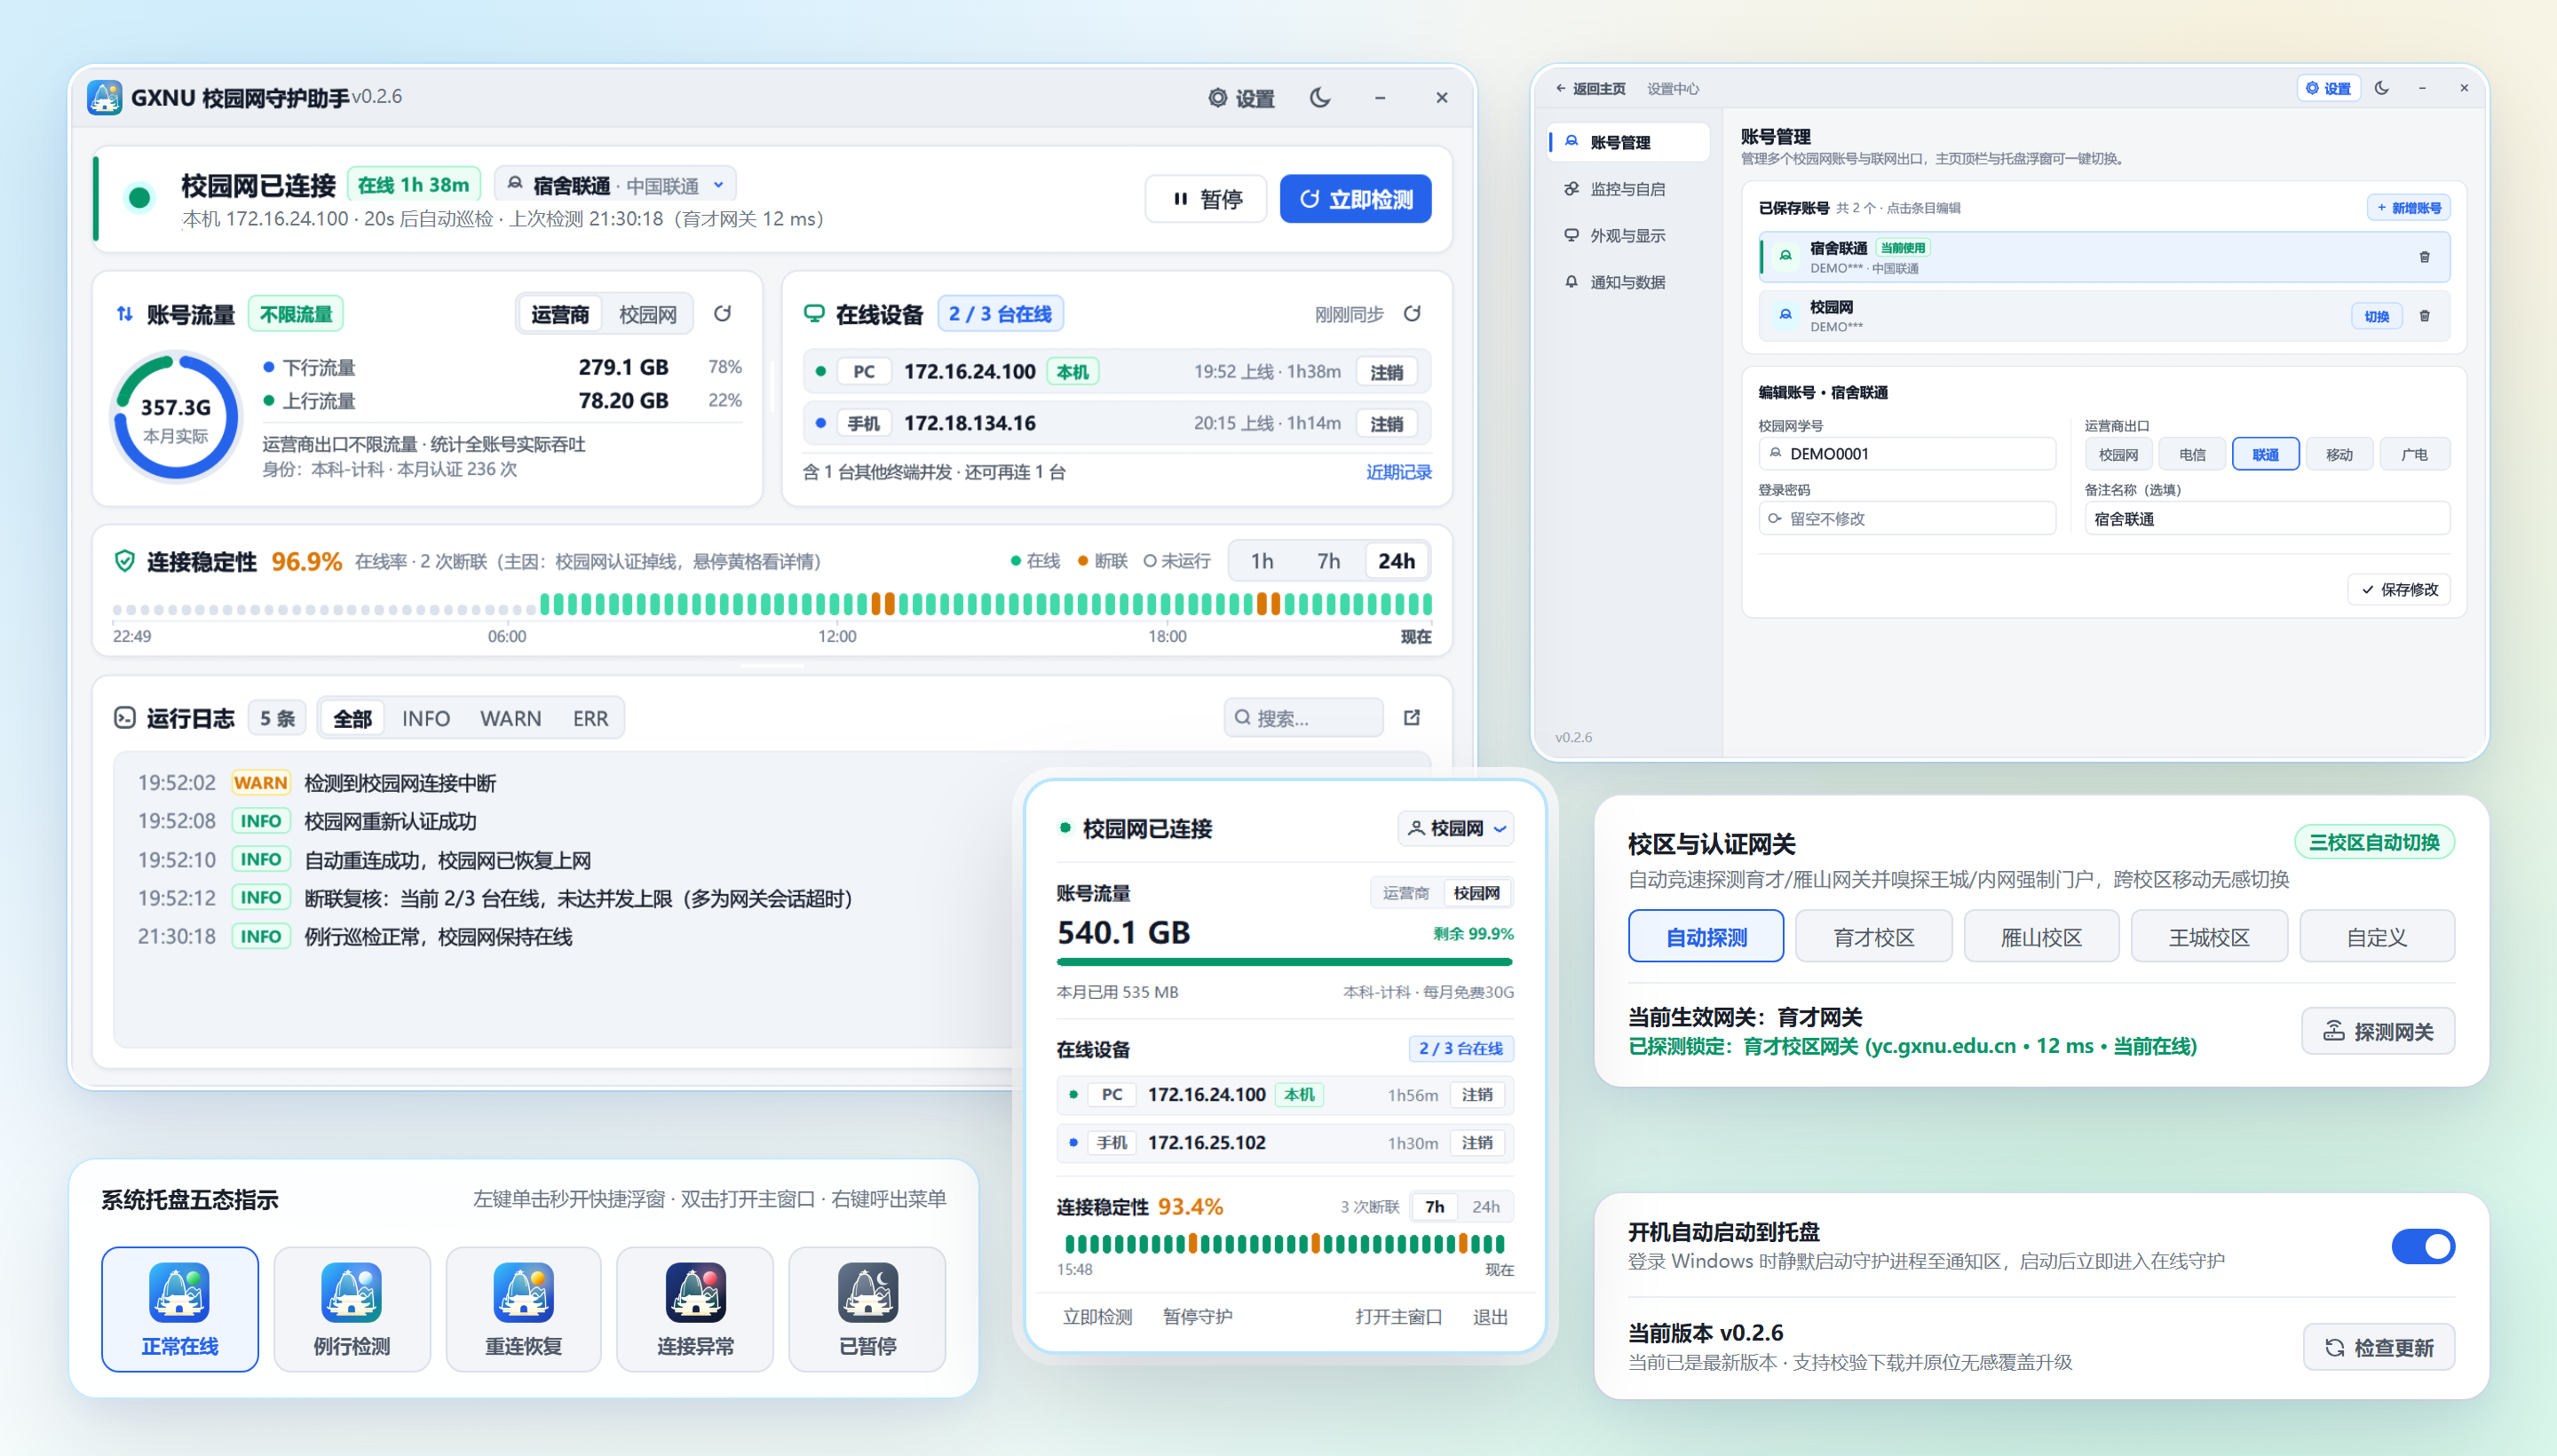 GXNU 校园网守护助手 v0.2.6
设置
校园网已连接 在线 1h 38m 宿舍联通 · 中国联通
本机 172.16.24.100 · 20s 后自动巡检 · 上次检测 21:30:18（育才网关 12 ms）
暂停 立即检测
账号流量 不限流量 运营商 校园网
357.3G
本月实际
下行流量 279.1 GB 78%
上行流量 78.20 GB 22%
运营商出口不限流量 · 统计全账号实际吞吐
身份：本科-计科 · 本月认证 236 次
在线设备 2 / 3 台在线 刚刚同步
PC 172.16.24.100 本机 19:52 上线 · 1h38m 注销
手机 172.18.134.16 20:15 上线 · 1h14m 注销
含 1 台其他终端并发 · 还可再连 1 台 近期记录
连接稳定性 96.9% 在线率 · 2 次断联（主因：校园网认证掉线，悬停黄格看详情） 在线 断联 未运行 1h 7h 24h
22:49 06:00 12:00 18:00 现在
运行日志 5 条 全部 INFO WARN ERR 搜索...
19:52:02 WARN 检测到校园网连接中断
19:52:08 INFO 校园网重新认证成功
19:52:10 INFO 自动重连成功，校园网已恢复上网
19:52:12 INFO 断联复核：当前 2/3 台在线，未达并发上限（多为网关会话超时）
21:30:18 INFO 例行巡检正常，校园网保持在线
返回主页 设置中心 设置
账号管理
监控与自启
外观与显示
通知与数据
v0.2.6
账号管理
管理多个校园网账号与联网出口，主页顶栏与托盘浮窗可一键切换。
已保存账号 共 2 个 · 点击条目编辑 + 新增账号
宿舍联通 当前使用
DEMO*** · 中国联通
校园网
DEMO***
切换
编辑账号 • 宿舍联通
校园网学号
DEMO0001
登录密码
留空不修改
运营商出口
校园网 电信 联通 移动 广电
备注名称（选填）
宿舍联通
保存修改
校园网已连接 校园网
账号流量 运营商 校园网
540.1 GB 剩余 99.9%
本月已用 535 MB 本科-计科 · 每月免费30G
在线设备 2 / 3 台在线
PC 172.16.24.100 本机 1h56m 注销
手机 172.16.25.102 1h30m 注销
连接稳定性 93.4% 3 次断联 7h 24h
15:48 现在
立即检测 暂停守护 打开主窗口 退出
校区与认证网关 三校区自动切换
自动竞速探测育才/雁山网关并嗅探王城/内网强制门户，跨校区移动无感切换
自动探测 育才校区 雁山校区 王城校区 自定义
当前生效网关：育才网关
已探测锁定：育才校区网关 (yc.gxnu.edu.cn • 12 ms • 当前在线)
探测网关
系统托盘五态指示 左键单击秒开快捷浮窗 · 双击打开主窗口 · 右键呼出菜单
正常在线 例行检测 重连恢复 连接异常 已暂停
开机自动启动到托盘
登录 Windows 时静默启动守护进程至通知区，启动后立即进入在线守护
当前版本 v0.2.6
当前已是最新版本 · 支持校验下载并原位无感覆盖升级
检查更新